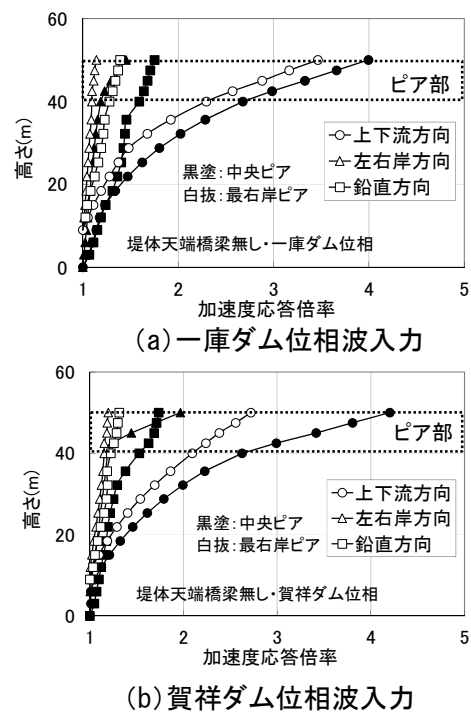 60
40
20
0
高さ(m)
ピア部
上下流方向
左右岸方向
鉛直方向
黒塗：中央ピア
白抜：最右岸ピア
堤体天端橋梁無し・一庫ダム位相
1 2 3 4 5
加速度応答倍率
(a)一庫ダム位相波入力
60
40
20
0
高さ(m)
ピア部
上下流方向
左右岸方向
鉛直方向
黒塗：中央ピア
白抜：最右岸ピア
堤体天端橋梁無し・賀祥ダム位相
1 2 3 4 5
加速度応答倍率
(b)賀祥ダム位相波入力